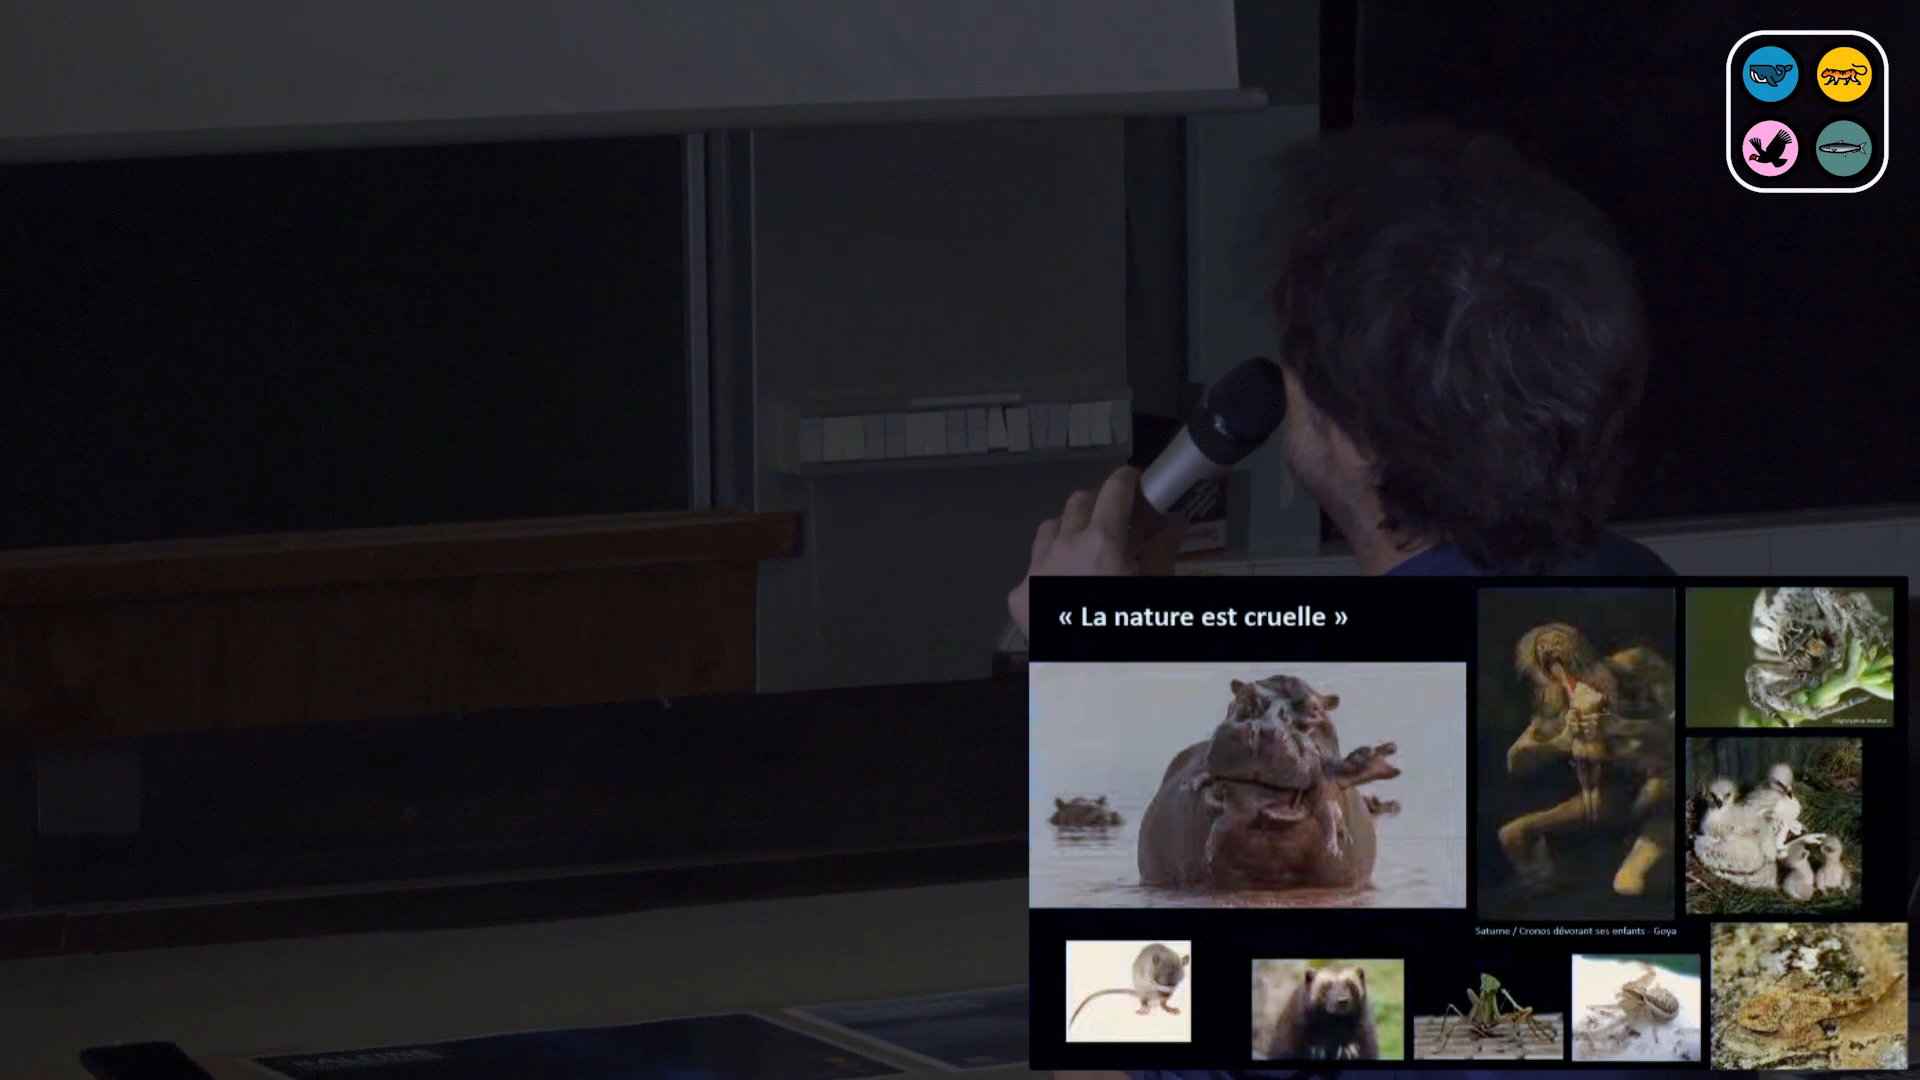 « La nature est cruelle »
Saturne / Cronos dévorant ses enfants - Goya